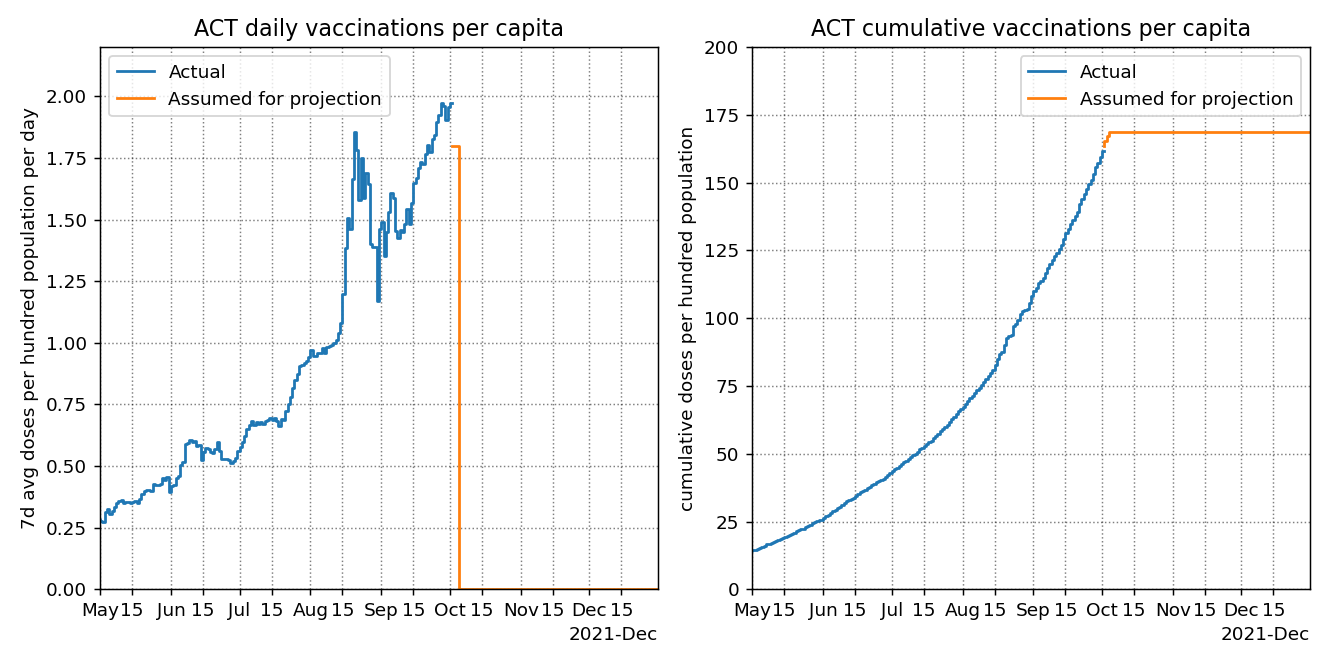 ACT daily vaccinations per capita
7d avg doses per hundred population per day
2.00
1.75
1.50
1.25
1.00
0.75
0.50
0.25
0.00
Actual
Assumed for projection
May 15 Jun 15 Jul 15 Aug 15 Sep 15 Oct 15 Nov 15 Dec 15
2021-Dec
ACT cumulative vaccinations per capita
cumulative doses per hundred population
200
175
150
125
100
75
50
25
0
Actual
Assumed for projection
May 15 Jun 15 Jul 15 Aug 15 Sep 15 Oct 15 Nov 15 Dec 15
2021-Dec